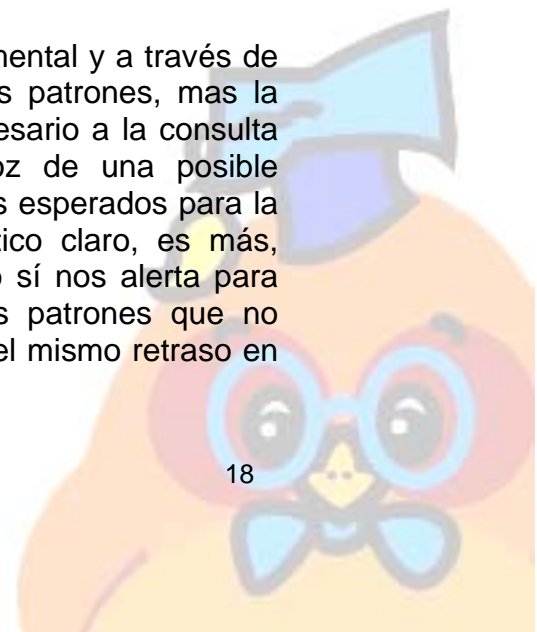 mental y a través de
s patrones, mas la
esario a la consulta
oz de una posible
s esperados para la
tico claro, es más,
o sí nos alerta para
s patrones que no
el mismo retraso en
18